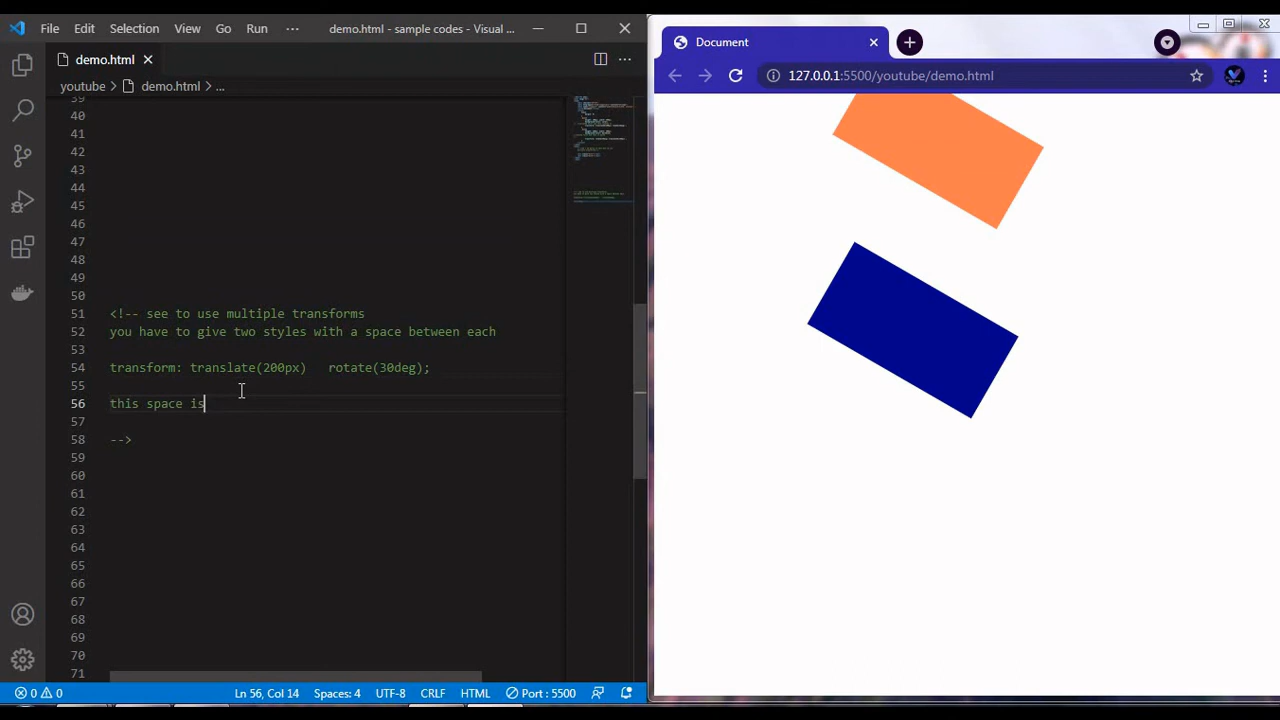 File Edit Selection View Go Run ··· demo.html - sample codes - Visual ...
demo.html
youtube > demo.html > ...
39
40
41
42
43
44
45
46
47
48
49
50
51 <!-- see to use multiple transforms
52 you have to give two styles with a space between each
53
54 transform: translate(200px)   rotate(30deg);
55
56 this space is
57
58 -->
59
60
61
62
63
64
65
66
67
68
69
70
71
0 0 Ln 56, Col 14 Spaces: 4 UTF-8 CRLF HTML Port : 5500
Document
127.0.0.1:5500/youtube/demo.html